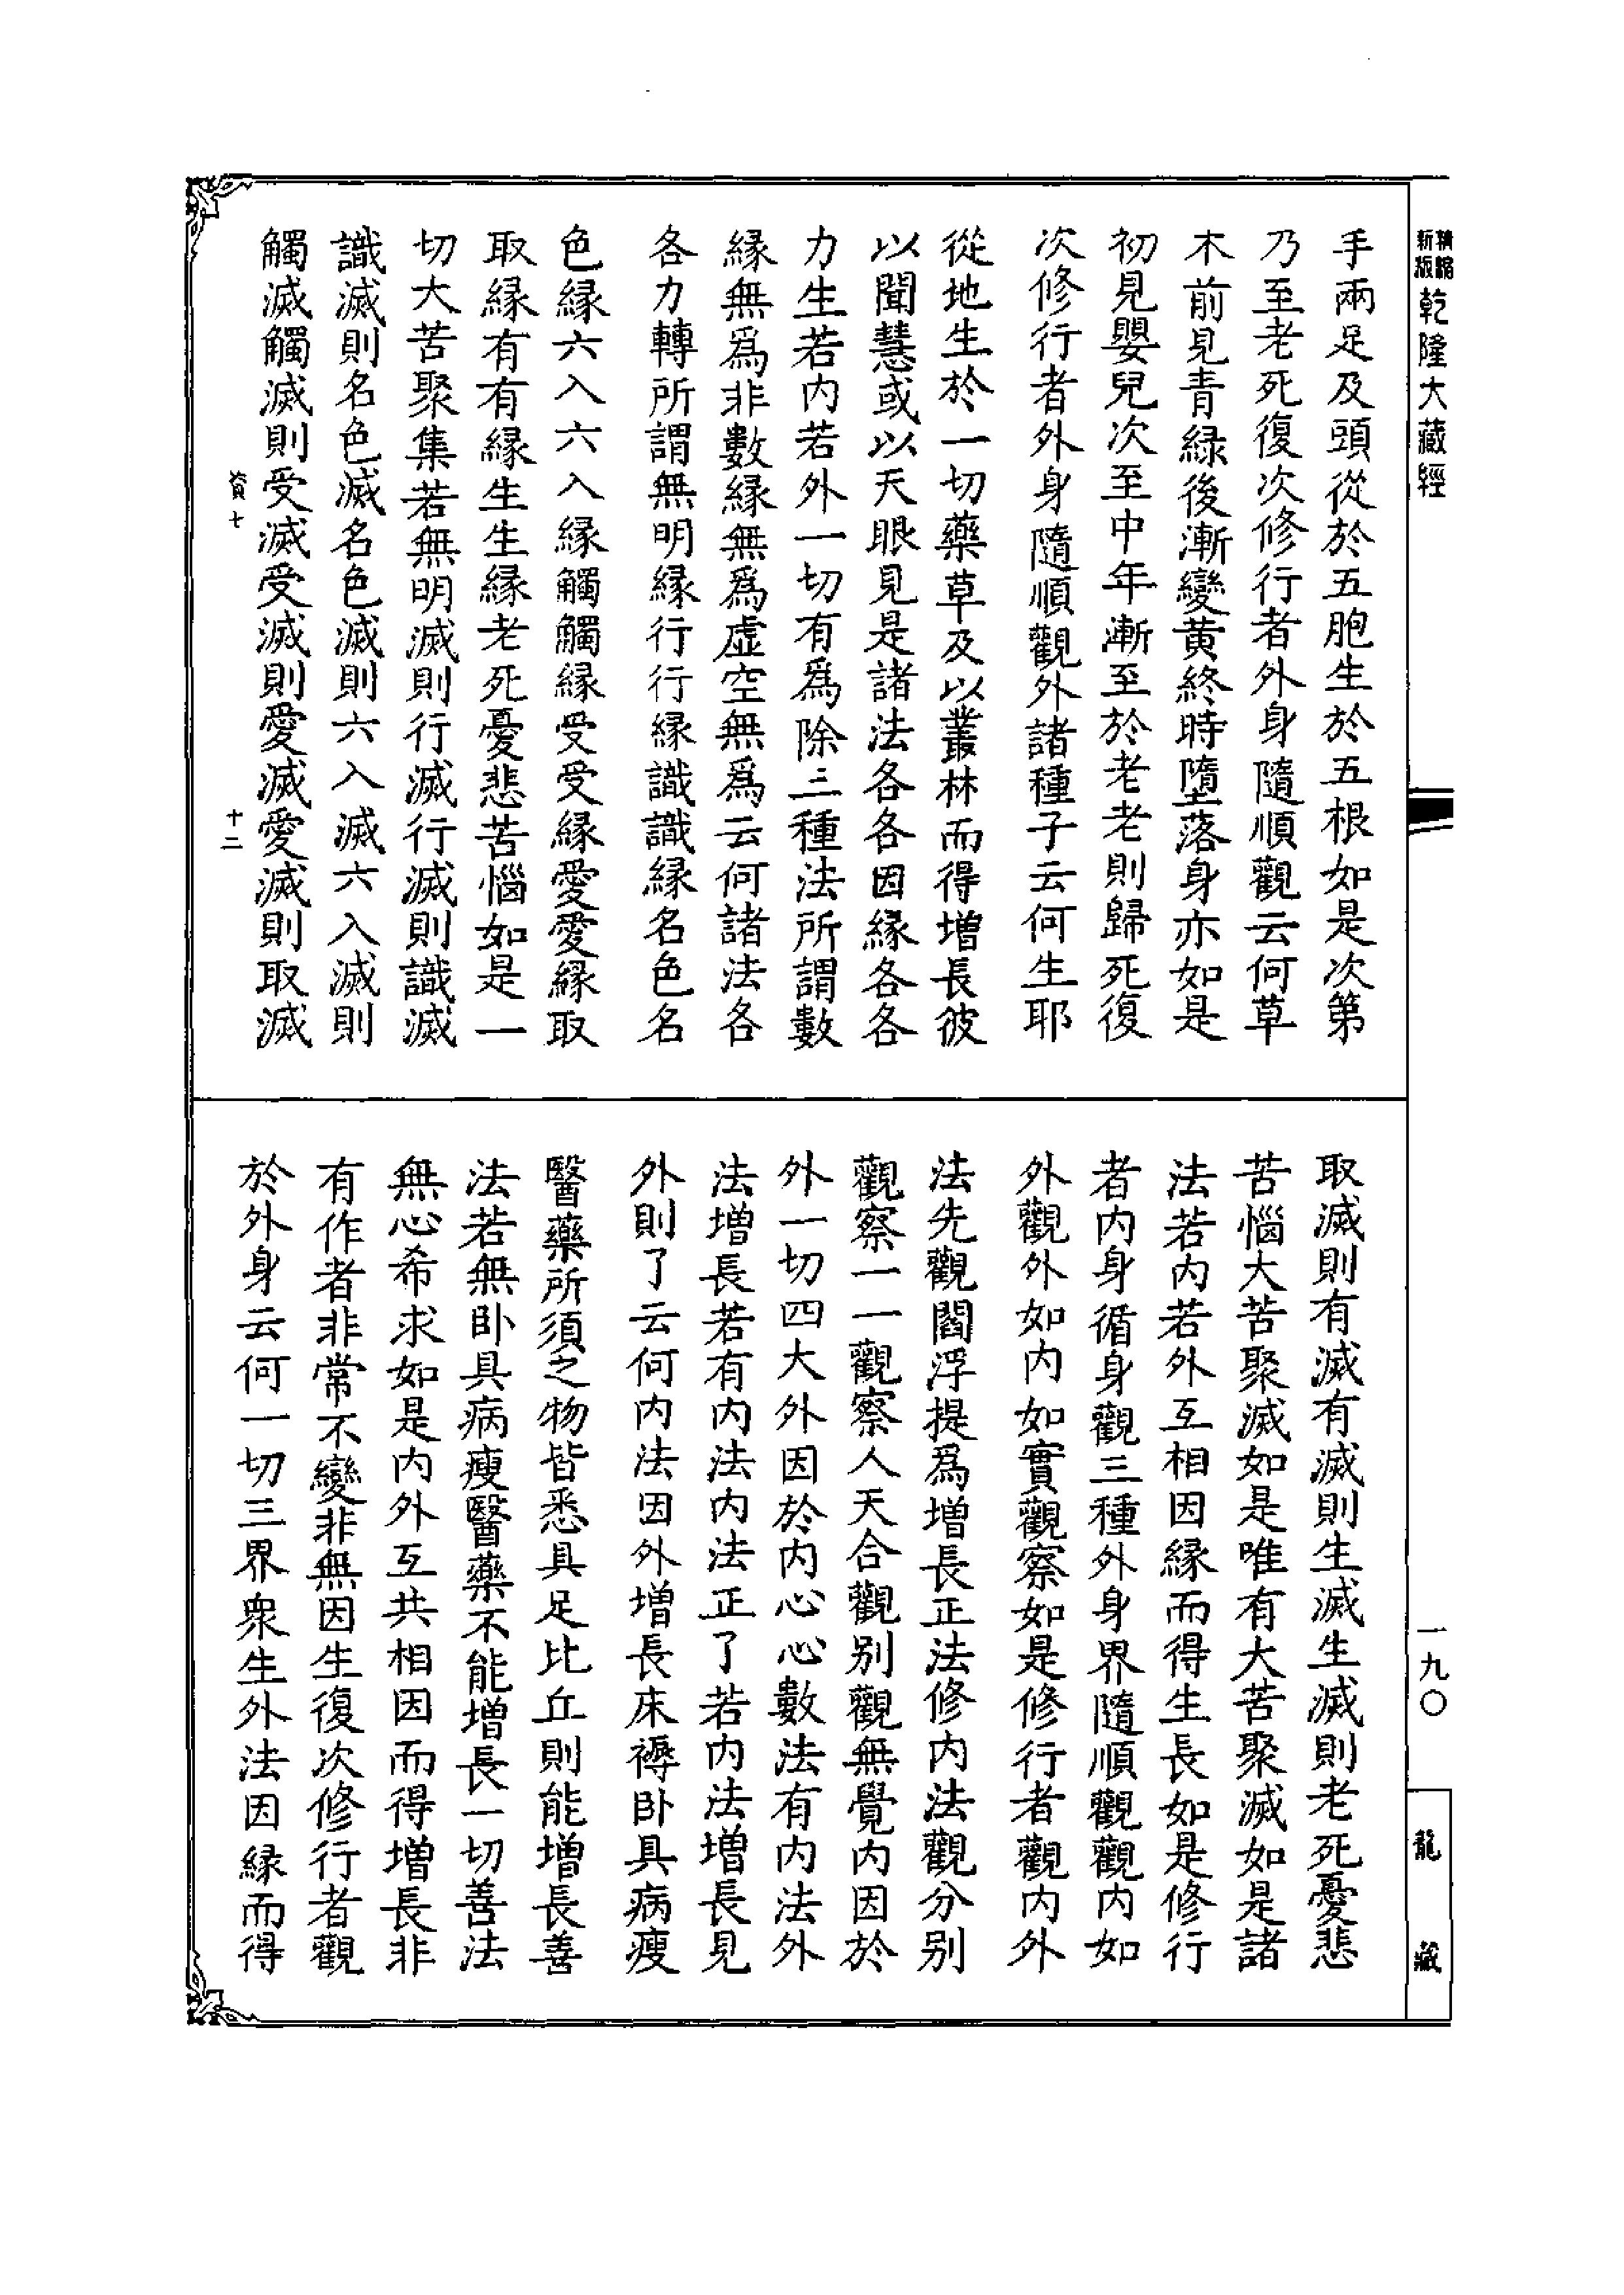 精縮
新版
乾隆大藏經
一九〇
龍藏
手兩足及頭從於五胞生於五根如是次第
乃至老死復次修行者外身隨順觀云何草
木前見青緑後漸變黄終時墮落身亦如是
初見嬰兒次至中年漸至於老老則歸死復
次修行者外身隨順觀外諸種子云何生耶
從地生於一切藥草及以叢林而得增長彼
以聞慧或以天眼見是諸法各各因緣各各
力生若内若外一切有爲除三種法所謂數
緣無爲非數緣無爲虛空無爲云何諸法各
各力轉所謂無明緣行行緣識識緣名色名
色緣六入六入緣觸觸緣受受緣愛愛緣取
取緣有有緣生生緣老死憂悲苦惱如是一
切大苦聚集若無明滅則行滅行滅則識滅
識滅則名色滅名色滅則六入滅六入滅則
觸滅觸滅則受滅受滅則愛滅愛滅則取滅
資七 十二
取滅則有滅有滅則生滅生滅則老死憂悲
苦惱大苦聚滅如是唯有大苦聚滅如是諸
法若内若外互相因緣而得生長如是修行
者内身循身觀三種外身界隨順觀觀内如
外觀外如内如實觀察如是修行者觀内外
法先觀閻浮提爲增長正法修内法觀分别
觀察一一觀察人天合觀别觀無覺内因於
外一切四大外因於内心心數法有内法外
法增長若有内法内法正了若内法增長見
外則了云何内法因外增長床褥卧具病瘦
醫藥所須之物皆悉具足比丘則能增長善
法若無卧具病瘦醫藥不能增長一切善法
無心希求如是内外互共相因而得增長非
有作者非常不變非無因生復次修行者觀
於外身云何一切三界衆生外法因緣而得